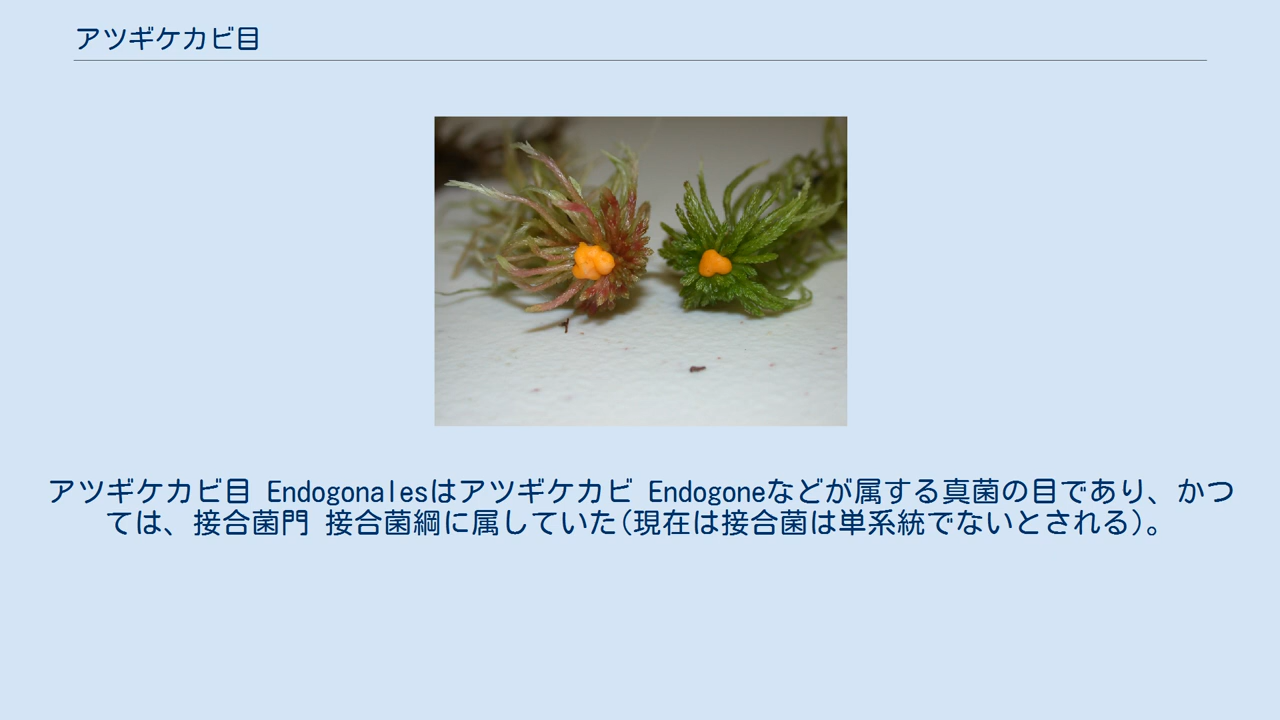 アツギケカビ目
アツギケカビ目 Endogonalesはアツギケカビ Endogoneなどが属する真菌の目であり、かつ
ては、接合菌門 接合菌綱に属していた(現在は接合菌は単系統でないとされる)。